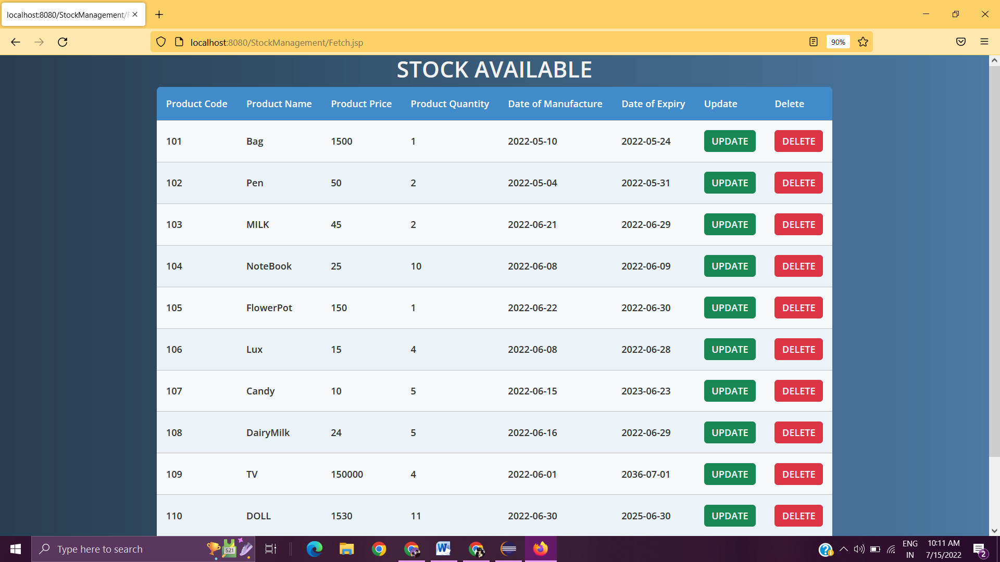 localhost:8080/StockManagement/F
localhost:8080/StockManagement/Fetch.jsp
90%
STOCK AVAILABLE
Product Code Product Name Product Price Product Quantity Date of Manufacture Date of Expiry Update Delete
101 Bag 1500 1 2022-05-10 2022-05-24 UPDATE DELETE
102 Pen 50 2 2022-05-04 2022-05-31 UPDATE DELETE
103 MILK 45 2 2022-06-21 2022-06-29 UPDATE DELETE
104 NoteBook 25 10 2022-06-08 2022-06-09 UPDATE DELETE
105 FlowerPot 150 1 2022-06-22 2022-06-30 UPDATE DELETE
106 Lux 15 4 2022-06-08 2022-06-28 UPDATE DELETE
107 Candy 10 5 2022-06-15 2023-06-23 UPDATE DELETE
108 DairyMilk 24 5 2022-06-16 2022-06-29 UPDATE DELETE
109 TV 150000 4 2022-06-01 2036-07-01 UPDATE DELETE
110 DOLL 1530 11 2022-06-30 2025-06-30 UPDATE DELETE
Type here to search
521
W
ENG
IN
10:11 AM
7/15/2022
2